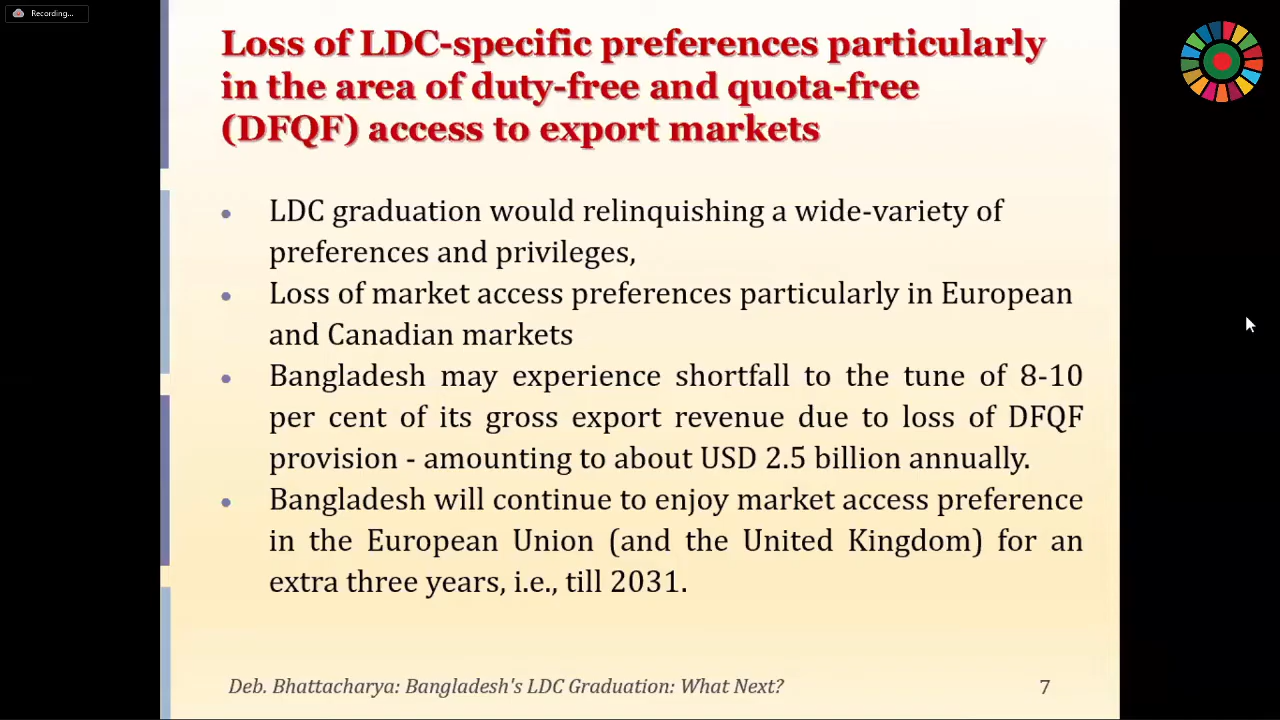 Recording...
Loss of LDC-specific preferences particularly
in the area of duty-free and quota-free
(DFQF) access to export markets
• LDC graduation would relinquishing a wide-variety of
preferences and privileges,
• Loss of market access preferences particularly in European
and Canadian markets
• Bangladesh may experience shortfall to the tune of 8-10
per cent of its gross export revenue due to loss of DFQF
provision - amounting to about USD 2.5 billion annually.
• Bangladesh will continue to enjoy market access preference
in the European Union (and the United Kingdom) for an
extra three years, i.e., till 2031.
Deb. Bhattacharya: Bangladesh's LDC Graduation: What Next?
7